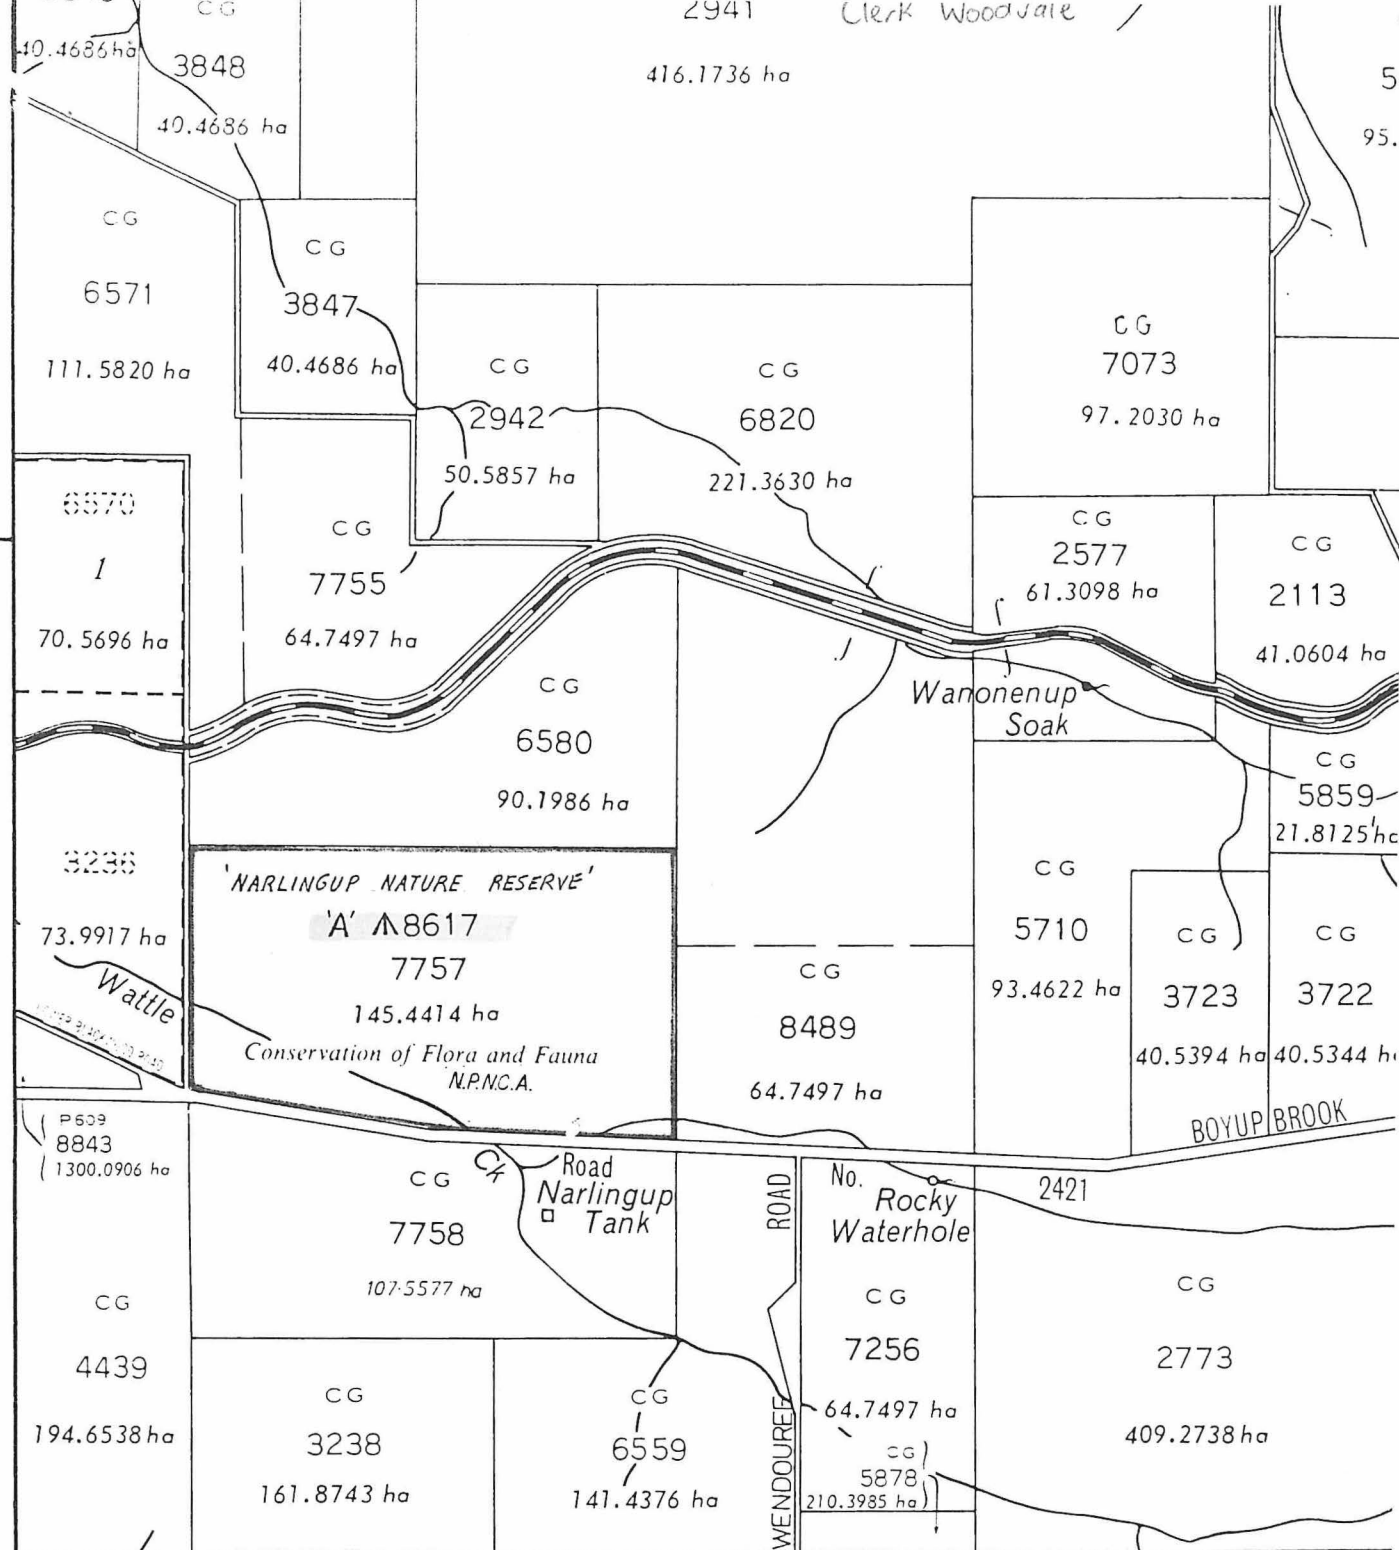 CG
2941
Clerk Woodvale
40.4686ha
3848
416.1736 ha
40.4686 ha
5
95.
CG
6571
111.5820 ha
CG
3847
40.4686 ha
CG
2942
50.5857 ha
CG
6820
221.3630 ha
CG
7073
97.2030 ha
6570
1
70.5696 ha
CG
7755
64.7497 ha
CG
2577
61.3098 ha
CG
2113
41.0604 ha
Wanonenup
Soak
CG
6580
90.1986 ha
CG
5859
21.8125 ha
3236
73.9917 ha
Wattle
'NARLINGUP NATURE RESERVE'
'A' 8617
7757
145.4414 ha
Conservation of Flora and Fauna
N.P.N.C.A.
CG
8489
64.7497 ha
CG
5710
93.4622 ha
CG
3723
40.5394 ha
CG
3722
40.5344 h
BOYUP BROOK
P609
8843
1300.0906 ha
Ck
Road No. 2421
Narlingup
Tank
ROAD
Rocky
Waterhole
CG
7758
107.5577 ha
CG
4439
194.6538 ha
CG
3238
161.8743 ha
CG
6559
141.4376 ha
WENDOUREE
CG
7256
64.7497 ha
CG
5878
210.3985 ha
CG
2773
409.2738 ha